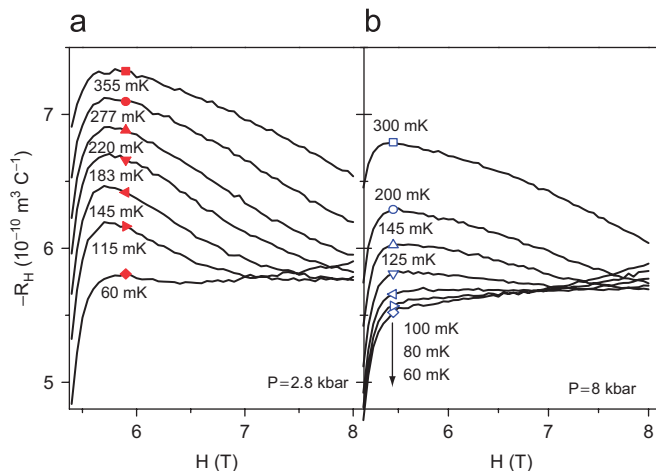 a
b
7
6
5
−R_H (10⁻¹⁰ m³ C⁻¹)
355 mK
277 mK
220 mK
183 mK
145 mK
115 mK
60 mK
P=2.8 kbar
300 mK
200 mK
145 mK
125 mK
100 mK
80 mK
60 mK
P=8 kbar
6 7 8 6 7 8
H (T) H (T)